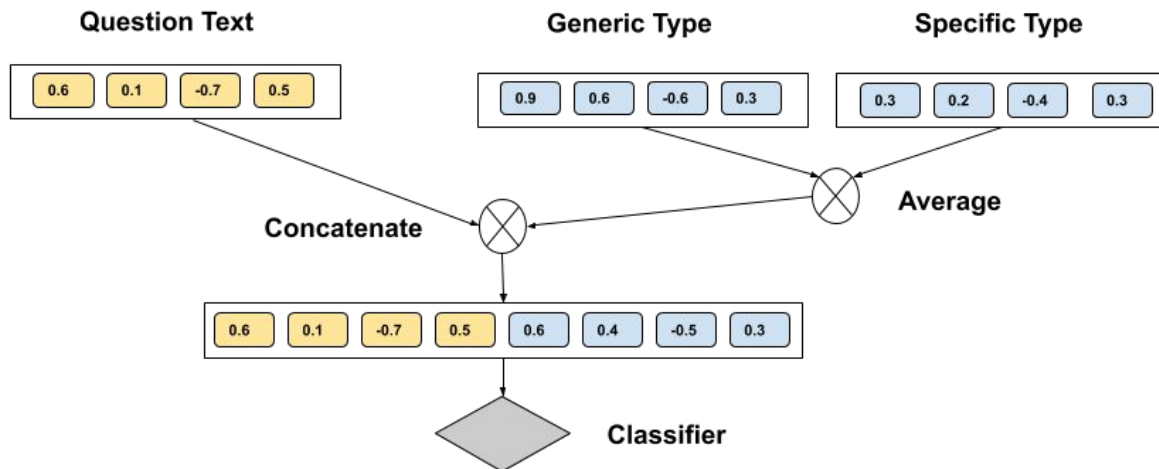 Question Text
Generic Type
Specific Type
0.6 0.1 -0.7 0.5
0.9 0.6 -0.6 0.3
0.3 0.2 -0.4 0.3
Concatenate
Average
0.6 0.1 -0.7 0.5 0.6 0.4 -0.5 0.3
Classifier